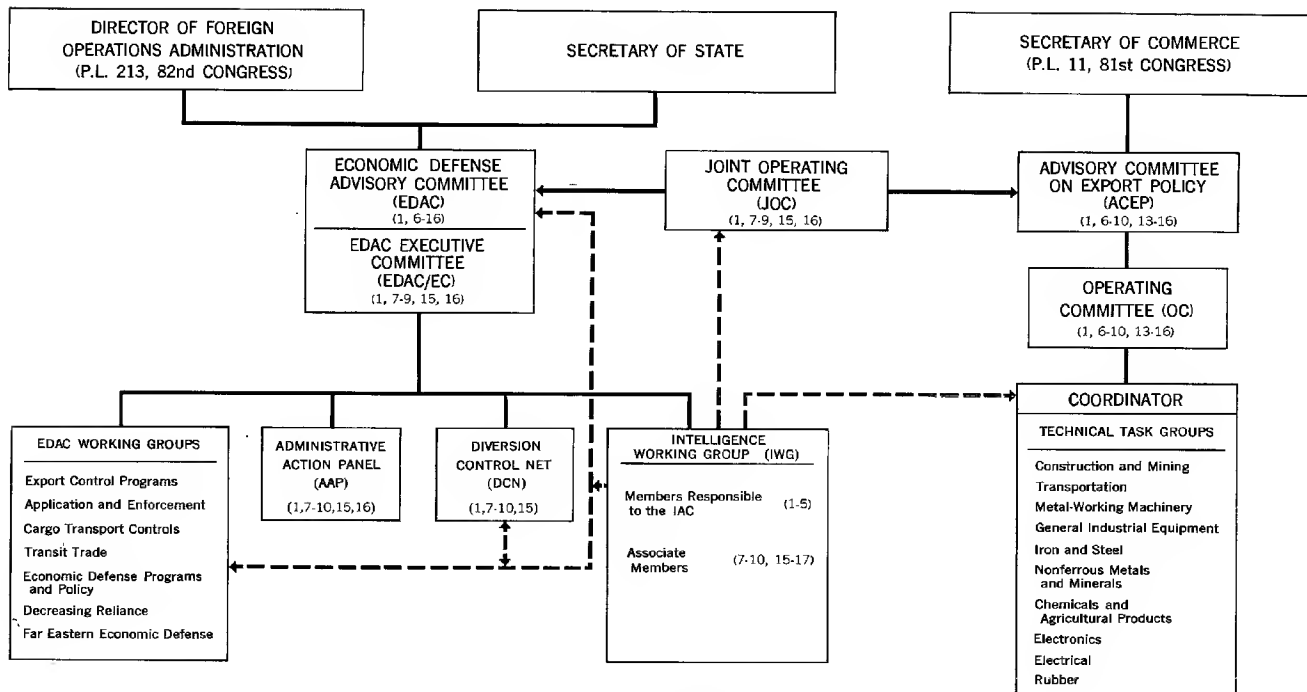 DIRECTOR OF FOREIGN
OPERATIONS ADMINISTRATION
(P.L. 213, 82nd CONGRESS)
SECRETARY OF STATE
SECRETARY OF COMMERCE
(P.L. 11, 81st CONGRESS)
ECONOMIC DEFENSE
ADVISORY COMMITTEE
(EDAC)
(1, 6-16)
EDAC EXECUTIVE
COMMITTEE
(EDAC/EC)
(1, 7-9, 15, 16)
JOINT OPERATING
COMMITTEE
(JOC)
(1, 7-9, 15, 16)
ADVISORY COMMITTEE
ON EXPORT POLICY
(ACEP)
(1, 6-10, 13-16)
OPERATING
COMMITTEE (OC)
(1, 6-10, 13-16)
EDAC WORKING GROUPS
Export Control Programs
Application and Enforcement
Cargo Transport Controls
Transit Trade
Economic Defense Programs
and Policy
Decreasing Reliance
Far Eastern Economic Defense
ADMINISTRATIVE
ACTION PANEL
(AAP)
(1,7-10,15,16)
DIVERSION
CONTROL NET
(DCN)
(1,7-10,15)
INTELLIGENCE
WORKING GROUP (IWG)
Members Responsible
to the IAC (1-5)
Associate
Members (7-10, 15-17)
COORDINATOR
TECHNICAL TASK GROUPS
Construction and Mining
Transportation
Metal-Working Machinery
General Industrial Equipment
Iron and Steel
Nonferrous Metals
and Minerals
Chemicals and
Agricultural Products
Electronics
Electrical
Rubber